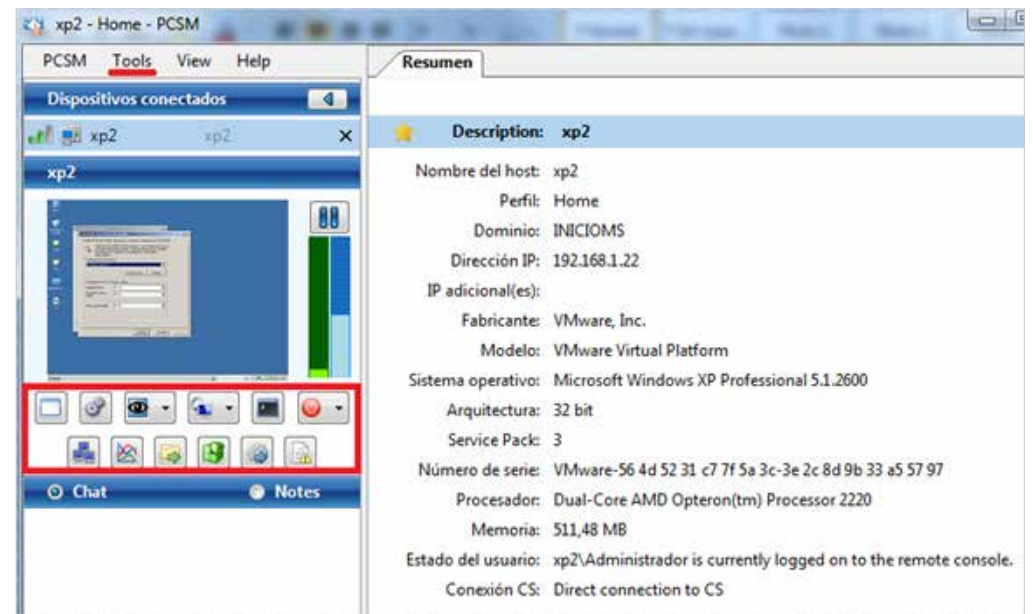 xp2 - Home - PCSM
PCSM Tools View Help
Dispositivos conectados
xp2 xp2
xp2
Chat Notes
Resumen
Description: xp2
Nombre del host: xp2
Perfil: Home
Dominio: INICIOMS
Dirección IP: 192.168.1.22
IP adicional(es):
Fabricante: VMware, Inc.
Modelo: VMware Virtual Platform
Sistema operativo: Microsoft Windows XP Professional 5.1.2600
Arquitectura: 32 bit
Service Pack: 3
Número de serie: VMware-56 4d 52 31 c7 7f 5a 3c-3e 2c 8d 9b 33 a5 57 97
Procesador: Dual-Core AMD Opteron(tm) Processor 2220
Memoria: 511,48 MB
Estado del usuario: xp2\Administrador is currently logged on to the remote console.
Conexión CS: Direct connection to CS